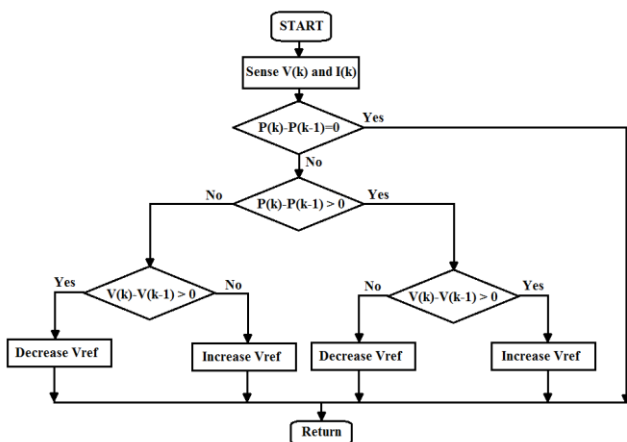 START
Sense V(k) and I(k)
P(k)-P(k-1)=0
Yes
No
No
P(k)-P(k-1) > 0
Yes
Yes
V(k)-V(k-1) > 0
No
No
V(k)-V(k-1) > 0
Yes
Decrease Vref
Increase Vref
Decrease Vref
Increase Vref
Return